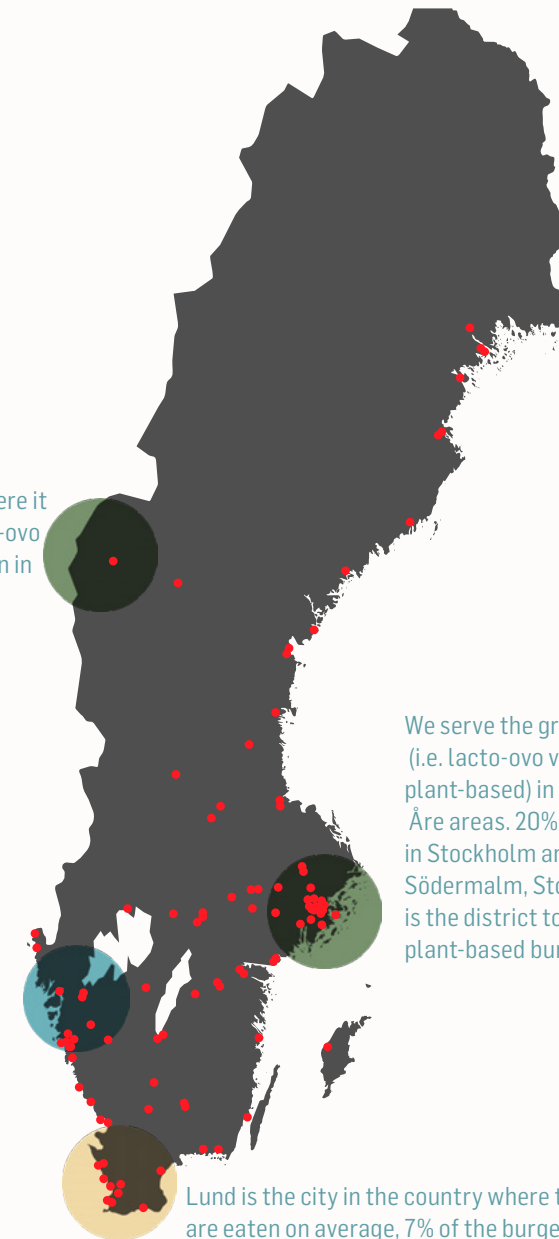 ere it
-ovo
n in
We serve the gr
(i.e. lacto-ovo v
plant-based) in
Åre areas. 20%
in Stockholm ar
Södermalm, Sto
is the district to
plant-based bur
Lund is the city in the country where t
are eaten on average, 7% of the burge